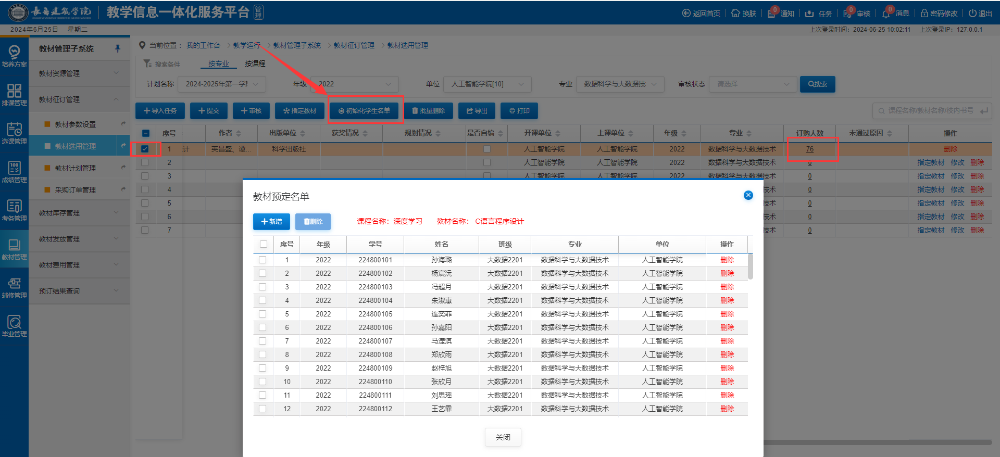 长春建筑学院
教学信息一体化服务平台 管理
返回首页 换肤 0 通知 任务 0 审核 0 消息 密码修改 退出
2024年6月25日 星期二
上次登录时间：2024-06-25 10:02:11 上次登录IP：127.0.0.1
培养方案
排课管理
选课管理
成绩管理
考务管理
教材管理
辅修管理
毕业管理
教材管理子系统
教材资源管理
教材征订管理
教材参数设置
教材选用管理
教材计划管理
采购订单管理
教材库存管理
教材发放管理
教材费用管理
预订结果查询
当前位置： 我的工作台 教学运行 教材管理子系统 教材征订管理 教材选用管理
搜索条件 按专业 按课程
计划名称 2024-2025年第一学期 年级 2022 单位 人工智能学院[10] 专业 数据科学与大数据技 审核状态 请选择 搜索
导入任务 提交 审核 指定教材 初始化学生名单 批量删除 导出 打印 课程名称/教材名称/校内书号
序号 作者 出版单位 获奖情况 规划情况 是否自编 开课单位 上课单位 年级 专业 订购人数 未通过原因 操作
1 计 英昌盛、谭... 科学出版社 人工智能学院 人工智能学院 2022 数据科学与大数据技术 76 删除
2 人工智能学院 人工智能学院 2022 数据科学与大数据技术 0 指定教材 修改 删除
3 人工智能学院 人工智能学院 2022 数据科学与大数据技术 0 指定教材 修改 删除
4 技术 0 指定教材 修改 删除
5 技术 0 指定教材 修改 删除
6 技术 0 指定教材 修改 删除
7 技术 0 指定教材 修改 删除
教材预定名单
新增 删除 课程名称：深度学习 教材名称： C语言程序设计
序号 年级 学号 姓名 班级 专业 单位 操作
1 2022 224800101 孙海璐 大数据2201 数据科学与大数据技术 人工智能学院 删除
2 2022 224800102 杨宸沅 大数据2201 数据科学与大数据技术 人工智能学院 删除
3 2022 224800103 冯超月 大数据2201 数据科学与大数据技术 人工智能学院 删除
4 2022 224800104 朱淑惠 大数据2201 数据科学与大数据技术 人工智能学院 删除
5 2022 224800105 连奕菲 大数据2201 数据科学与大数据技术 人工智能学院 删除
6 2022 224800106 孙嘉阳 大数据2201 数据科学与大数据技术 人工智能学院 删除
7 2022 224800107 马滢淇 大数据2201 数据科学与大数据技术 人工智能学院 删除
8 2022 224800108 郑欣雨 大数据2201 数据科学与大数据技术 人工智能学院 删除
9 2022 224800109 赵梓旭 大数据2201 数据科学与大数据技术 人工智能学院 删除
10 2022 224800110 张欣月 大数据2201 数据科学与大数据技术 人工智能学院 删除
11 2022 224800111 刘思瑶 大数据2201 数据科学与大数据技术 人工智能学院 删除
12 2022 224800112 王艺霏 大数据2201 数据科学与大数据技术 人工智能学院 删除
关闭